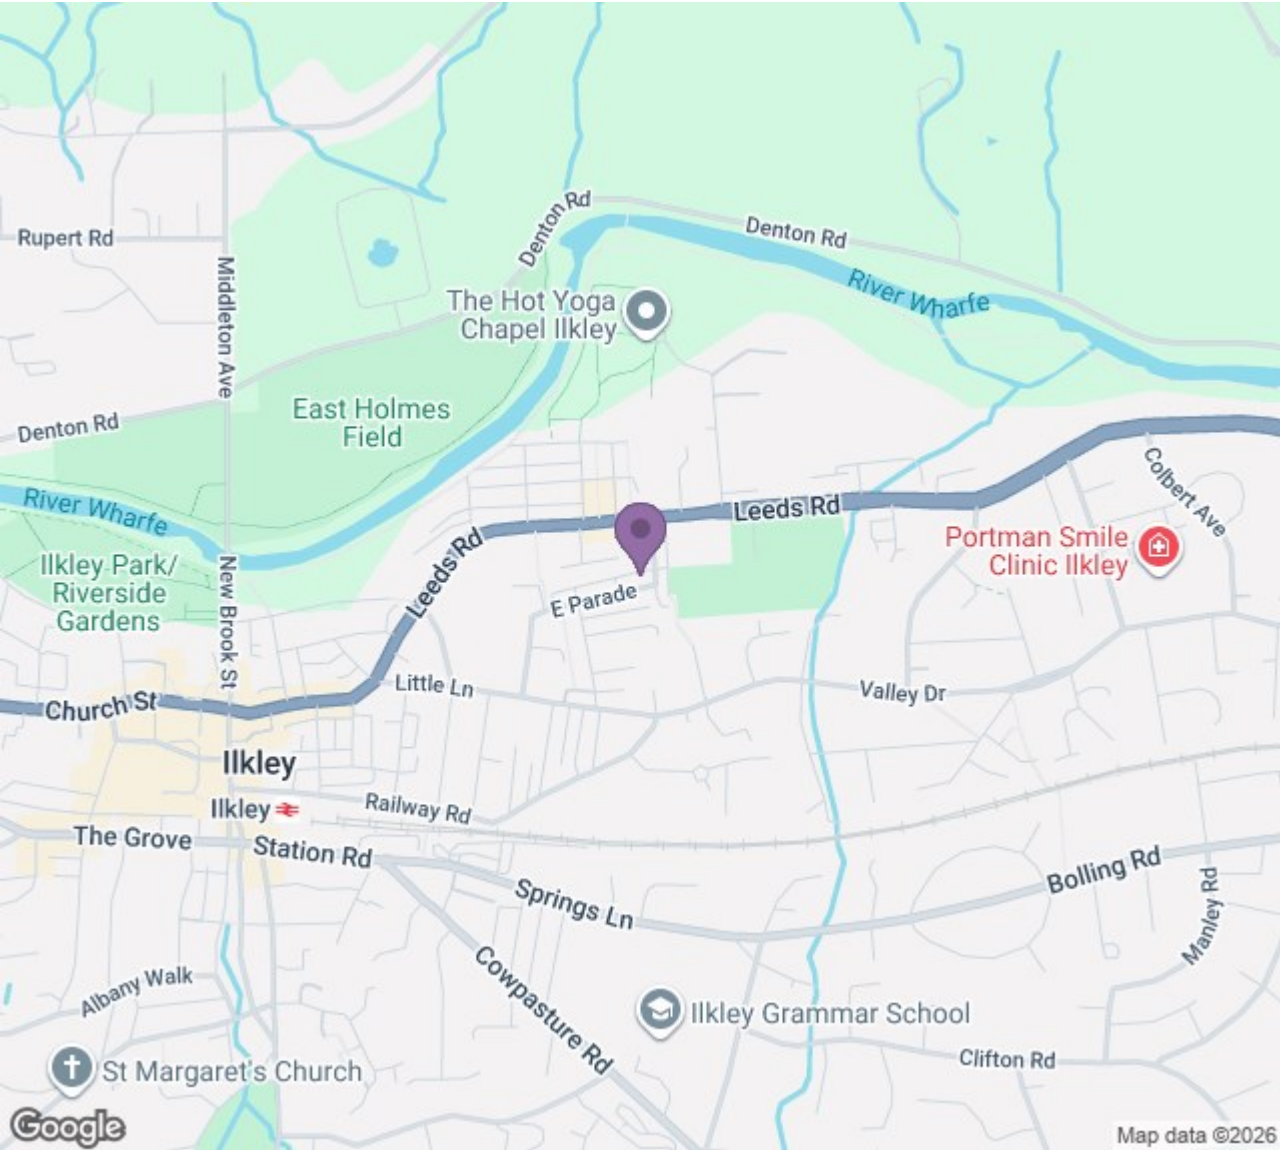 Denton Rd
Denton Rd
Rupert Rd
Middleton Ave
River Wharfe
The Hot Yoga
Chapel Ilkley
East Holmes
Field
Denton Rd
Colbert Ave
River Wharfe
Leeds Rd
Leeds Rd
Portman Smile
Clinic Ilkley
Ilkley Park/
Riverside
Gardens
New Brook St
E Parade
Little Ln
Valley Dr
Church St
Ilkley
Ilkley
Railway Rd
The Grove
Station Rd
Bolling Rd
Springs Ln
Manley Rd
Albany Walk
Cowpasture Rd
Ilkley Grammar School
Clifton Rd
St Margaret's Church
Google
Map data ©2026